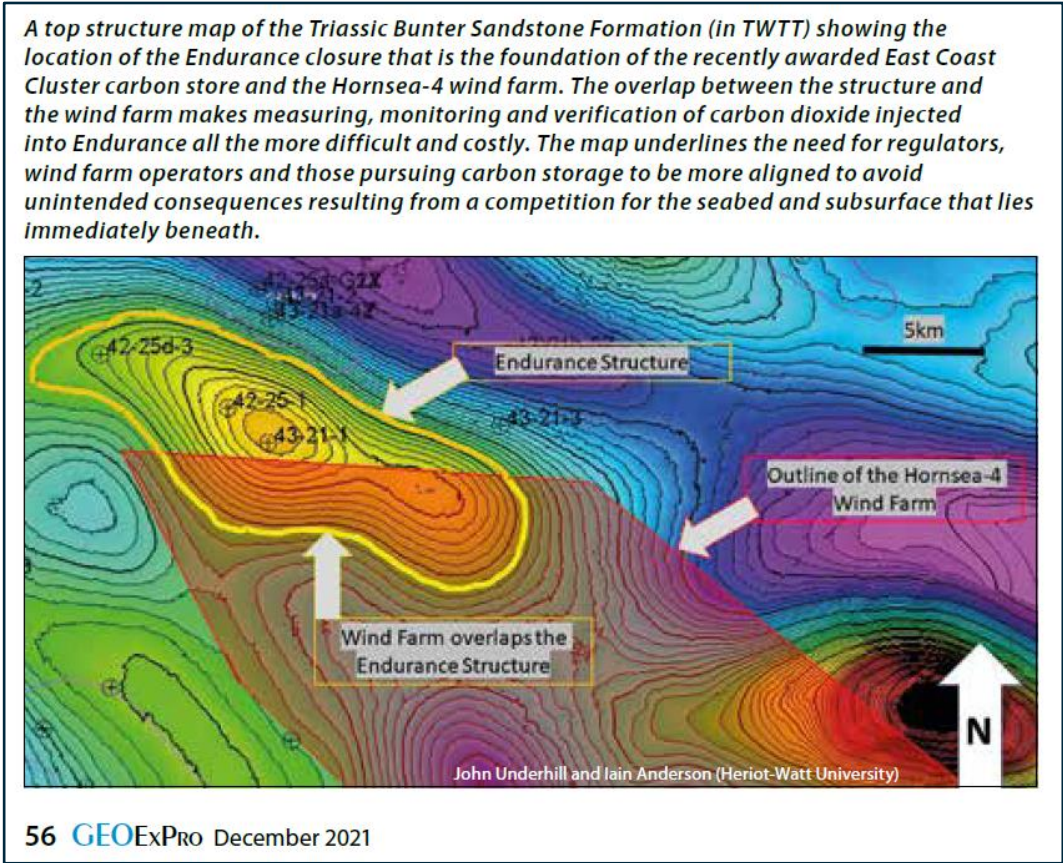 A top structure map of the Triassic Bunter Sandstone Formation (in TWTT) showing the
location of the Endurance closure that is the foundation of the recently awarded East Coast
Cluster carbon store and the Hornsea-4 wind farm. The overlap between the structure and
the wind farm makes measuring, monitoring and verification of carbon dioxide injected
into Endurance all the more difficult and costly. The map underlines the need for regulators,
wind farm operators and those pursuing carbon storage to be more aligned to avoid
unintended consequences resulting from a competition for the seabed and subsurface that lies
immediately beneath.
5km
42-25d-3
Endurance Structure
42-25-1
43-21-3
43-21-1
Outline of the Hornsea-4
Wind Farm
Wind Farm overlaps the
Endurance Structure
N
John Underhill and Iain Anderson (Heriot-Watt University)
56 GEOExPRO December 2021